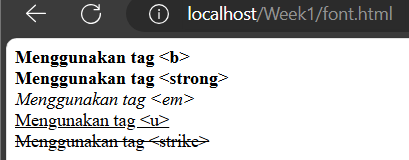 localhost/Week1/font.html
Menggunakan tag <b>
Menggunakan tag <strong>
Menggunakan tag <em>
Mengunakan tag <u>
Menggunakan tag <strike>